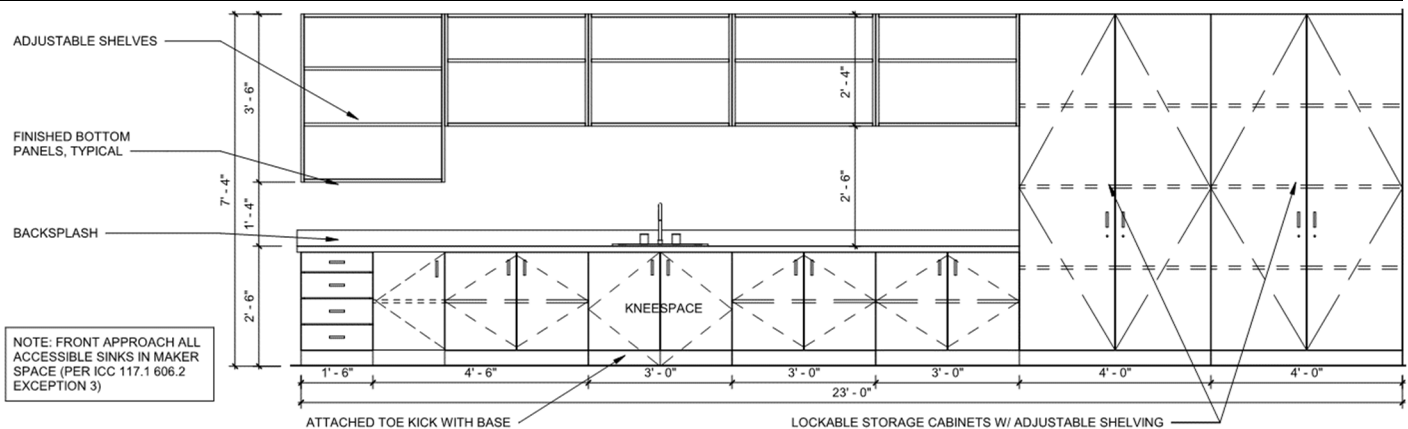 ADJUSTABLE SHELVES
FINISHED BOTTOM
PANELS, TYPICAL
BACKSPLASH
NOTE: FRONT APPROACH ALL
ACCESSIBLE SINKS IN MAKER
SPACE (PER ICC 117.1 606.2
EXCEPTION 3)
7' - 4"
3' - 6"
1' - 4"
2' - 6"
2' - 4"
2' - 6"
KNEESPACE
1' - 6"
4' - 6"
3' - 0"
3' - 0"
3' - 0"
4' - 0"
4' - 0"
23' - 0"
ATTACHED TOE KICK WITH BASE
LOCKABLE STORAGE CABINETS W/ ADJUSTABLE SHELVING